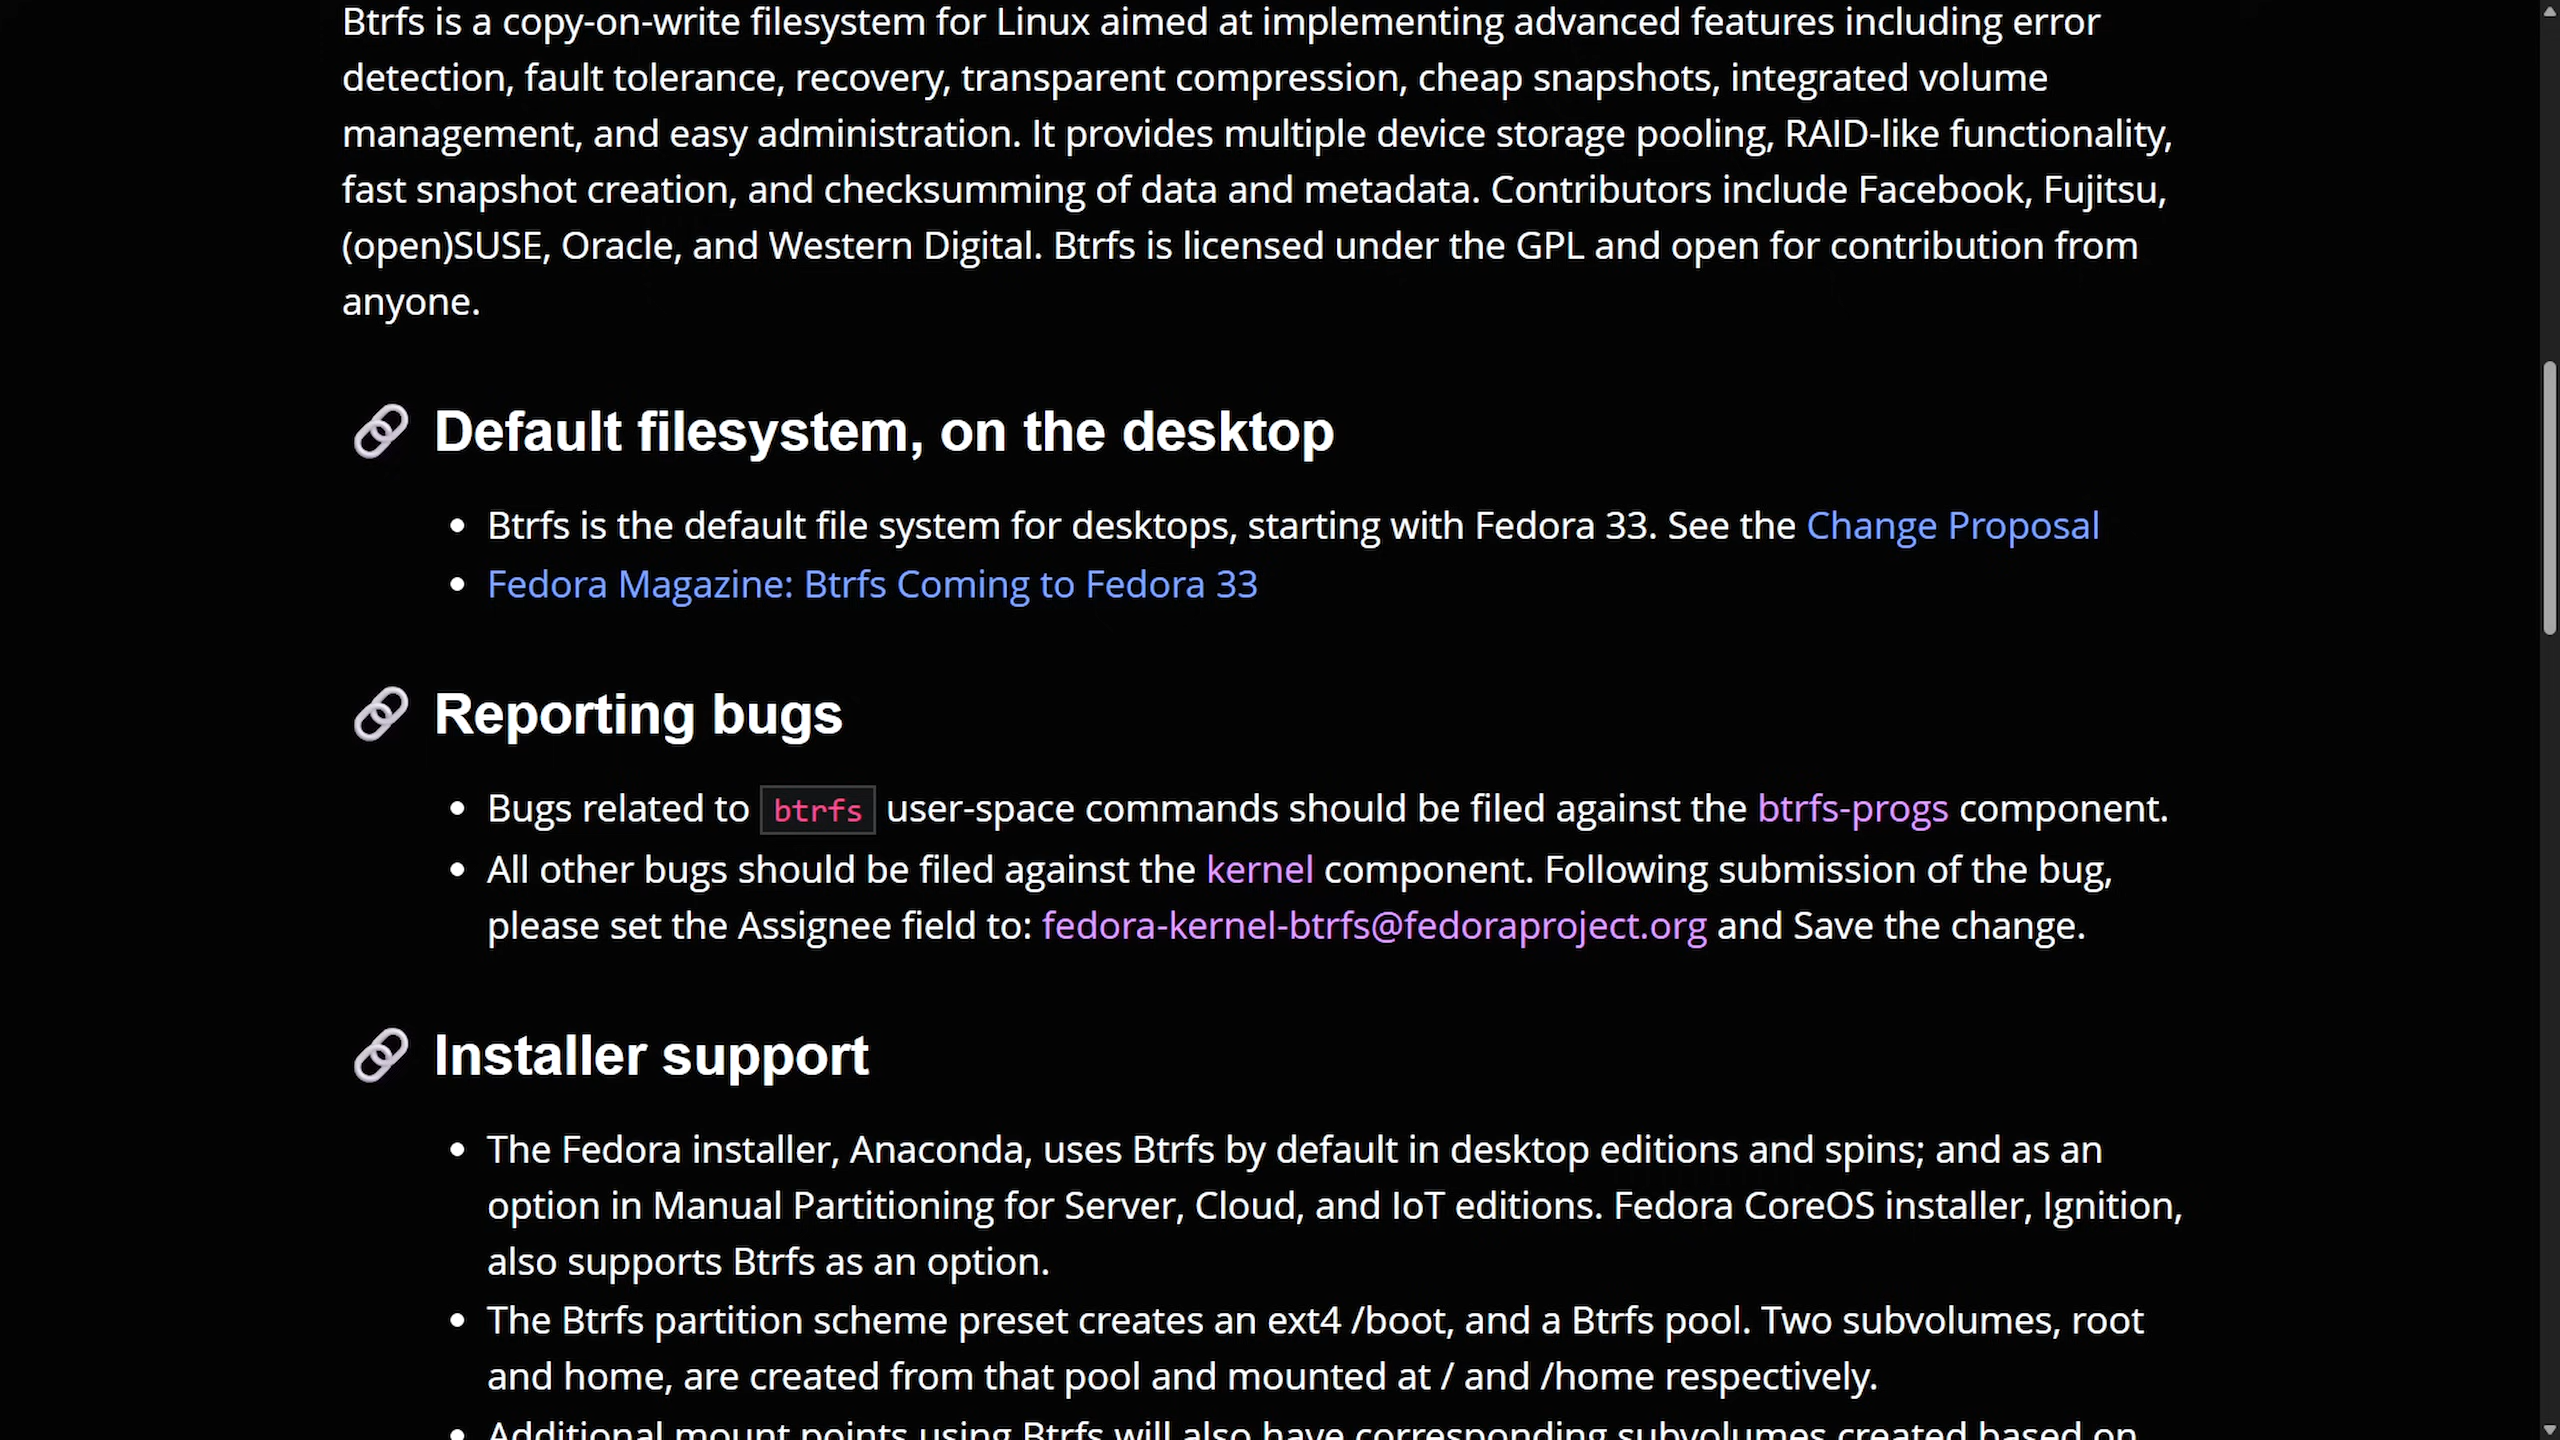 Btrfs is a copy-on-write filesystem for Linux aimed at implementing advanced features including error
detection, fault tolerance, recovery, transparent compression, cheap snapshots, integrated volume
management, and easy administration. It provides multiple device storage pooling, RAID-like functionality,
fast snapshot creation, and checksumming of data and metadata. Contributors include Facebook, Fujitsu,
(open)SUSE, Oracle, and Western Digital. Btrfs is licensed under the GPL and open for contribution from
anyone.
Default filesystem, on the desktop
• Btrfs is the default file system for desktops, starting with Fedora 33. See the Change Proposal
• Fedora Magazine: Btrfs Coming to Fedora 33
Reporting bugs
• Bugs related to btrfs user-space commands should be filed against the btrfs-progs component.
• All other bugs should be filed against the kernel component. Following submission of the bug,
please set the Assignee field to: fedora-kernel-btrfs@fedoraproject.org and Save the change.
Installer support
• The Fedora installer, Anaconda, uses Btrfs by default in desktop editions and spins; and as an
option in Manual Partitioning for Server, Cloud, and IoT editions. Fedora CoreOS installer, Ignition,
also supports Btrfs as an option.
• The Btrfs partition scheme preset creates an ext4 /boot, and a Btrfs pool. Two subvolumes, root
and home, are created from that pool and mounted at / and /home respectively.
• Additional mount points using Btrfs will also have corresponding subvolumes created based on